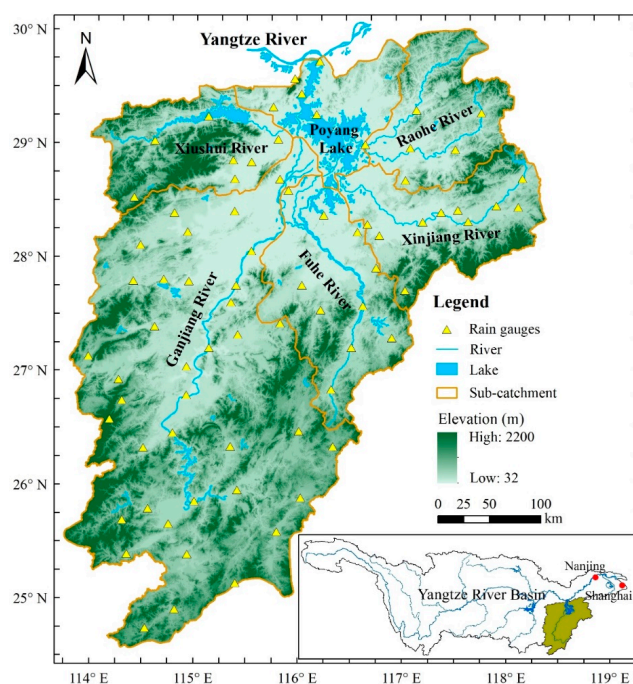 30° N
29° N
28° N
27° N
26° N
25° N
N
Yangtze River
Poyang
Lake
Xiushui River
Raohe River
Xinjiang River
Fuhe River
Ganjiang River
Legend
Rain gauges
River
Lake
Sub-catchment
Elevation (m)
High: 2200
Low: 32
0 25 50 100
km
Nanjing
Shanghai
Yangtze River Basin
114° E 115° E 116° E 117° E 118° E 119° E